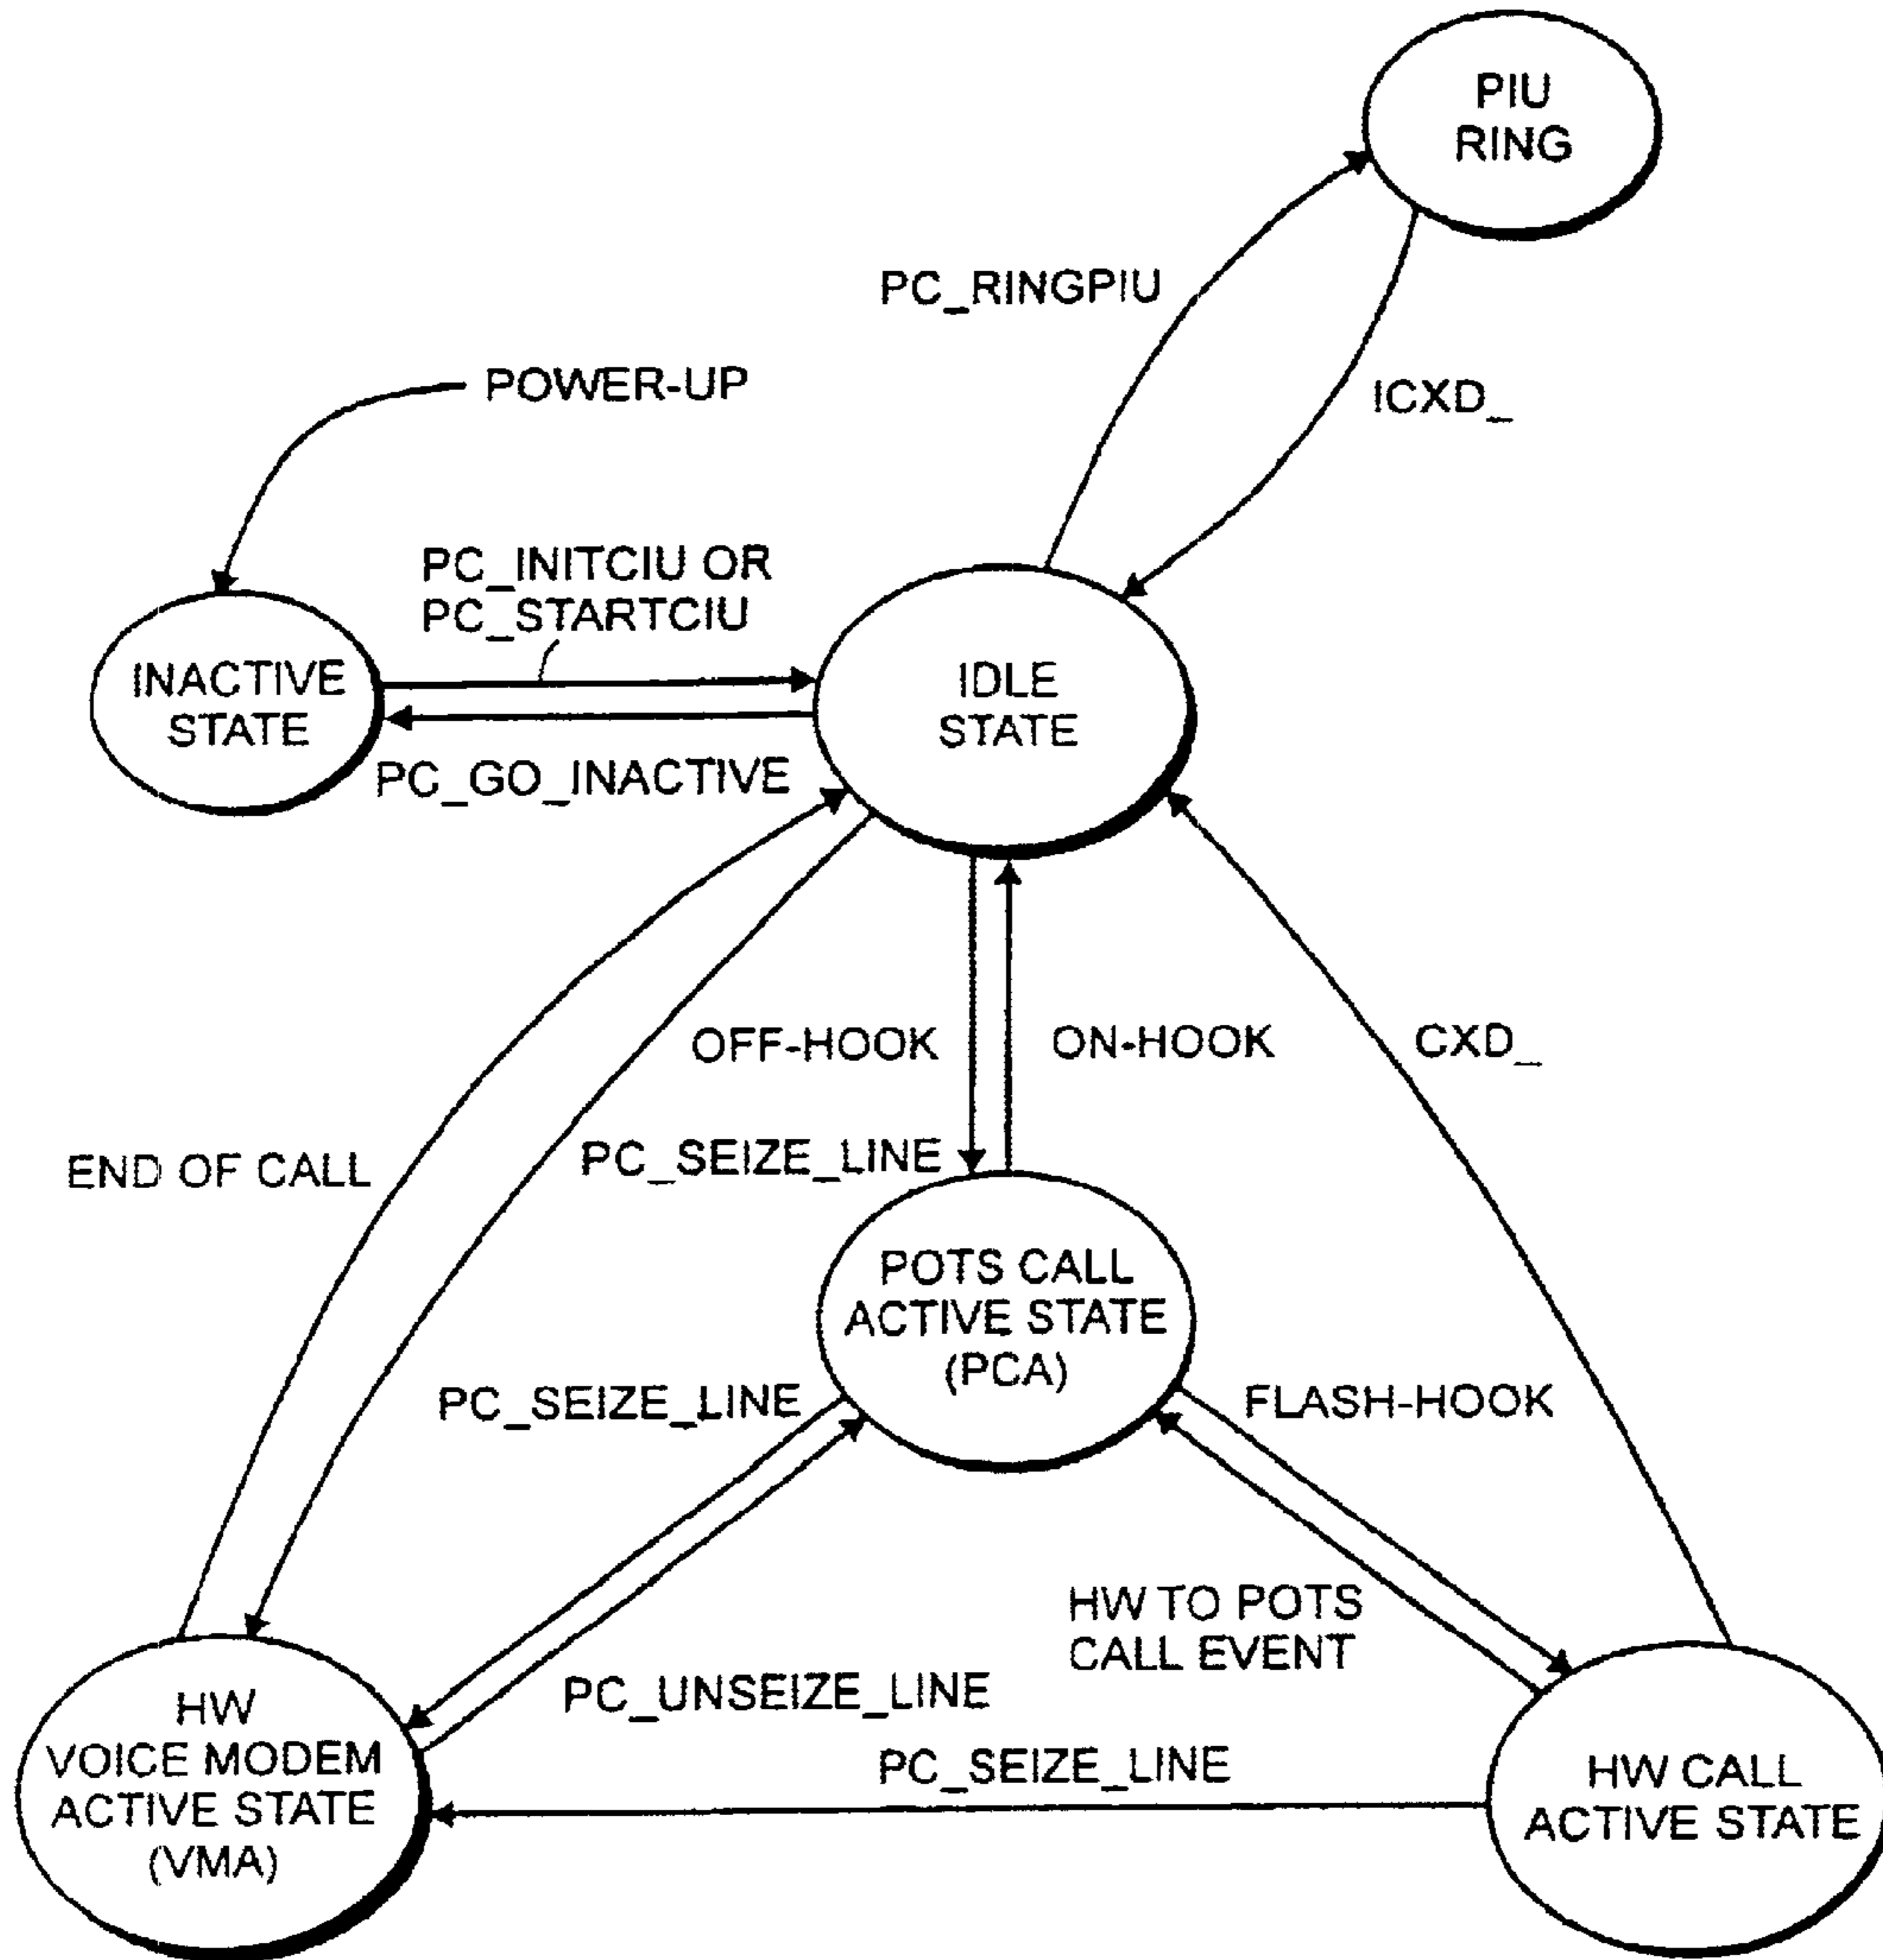 PIU
RING
PC_RINGPIU
ICXD_
POWER-UP
PC_INITCIU OR
PC_STARTCIU
INACTIVE
STATE
IDLE
STATE
PC_GO_INACTIVE
OFF-HOOK
ON-HOOK
CXD_
END OF CALL
PC_SEIZE_LINE
POTS CALL
ACTIVE STATE
(PCA)
PC_SEIZE_LINE
FLASH-HOOK
HW TO POTS
CALL EVENT
PC_UNSEIZE_LINE
HW
VOICE MODEM
ACTIVE STATE
(VMA)
PC_SEIZE_LINE
HW CALL
ACTIVE STATE